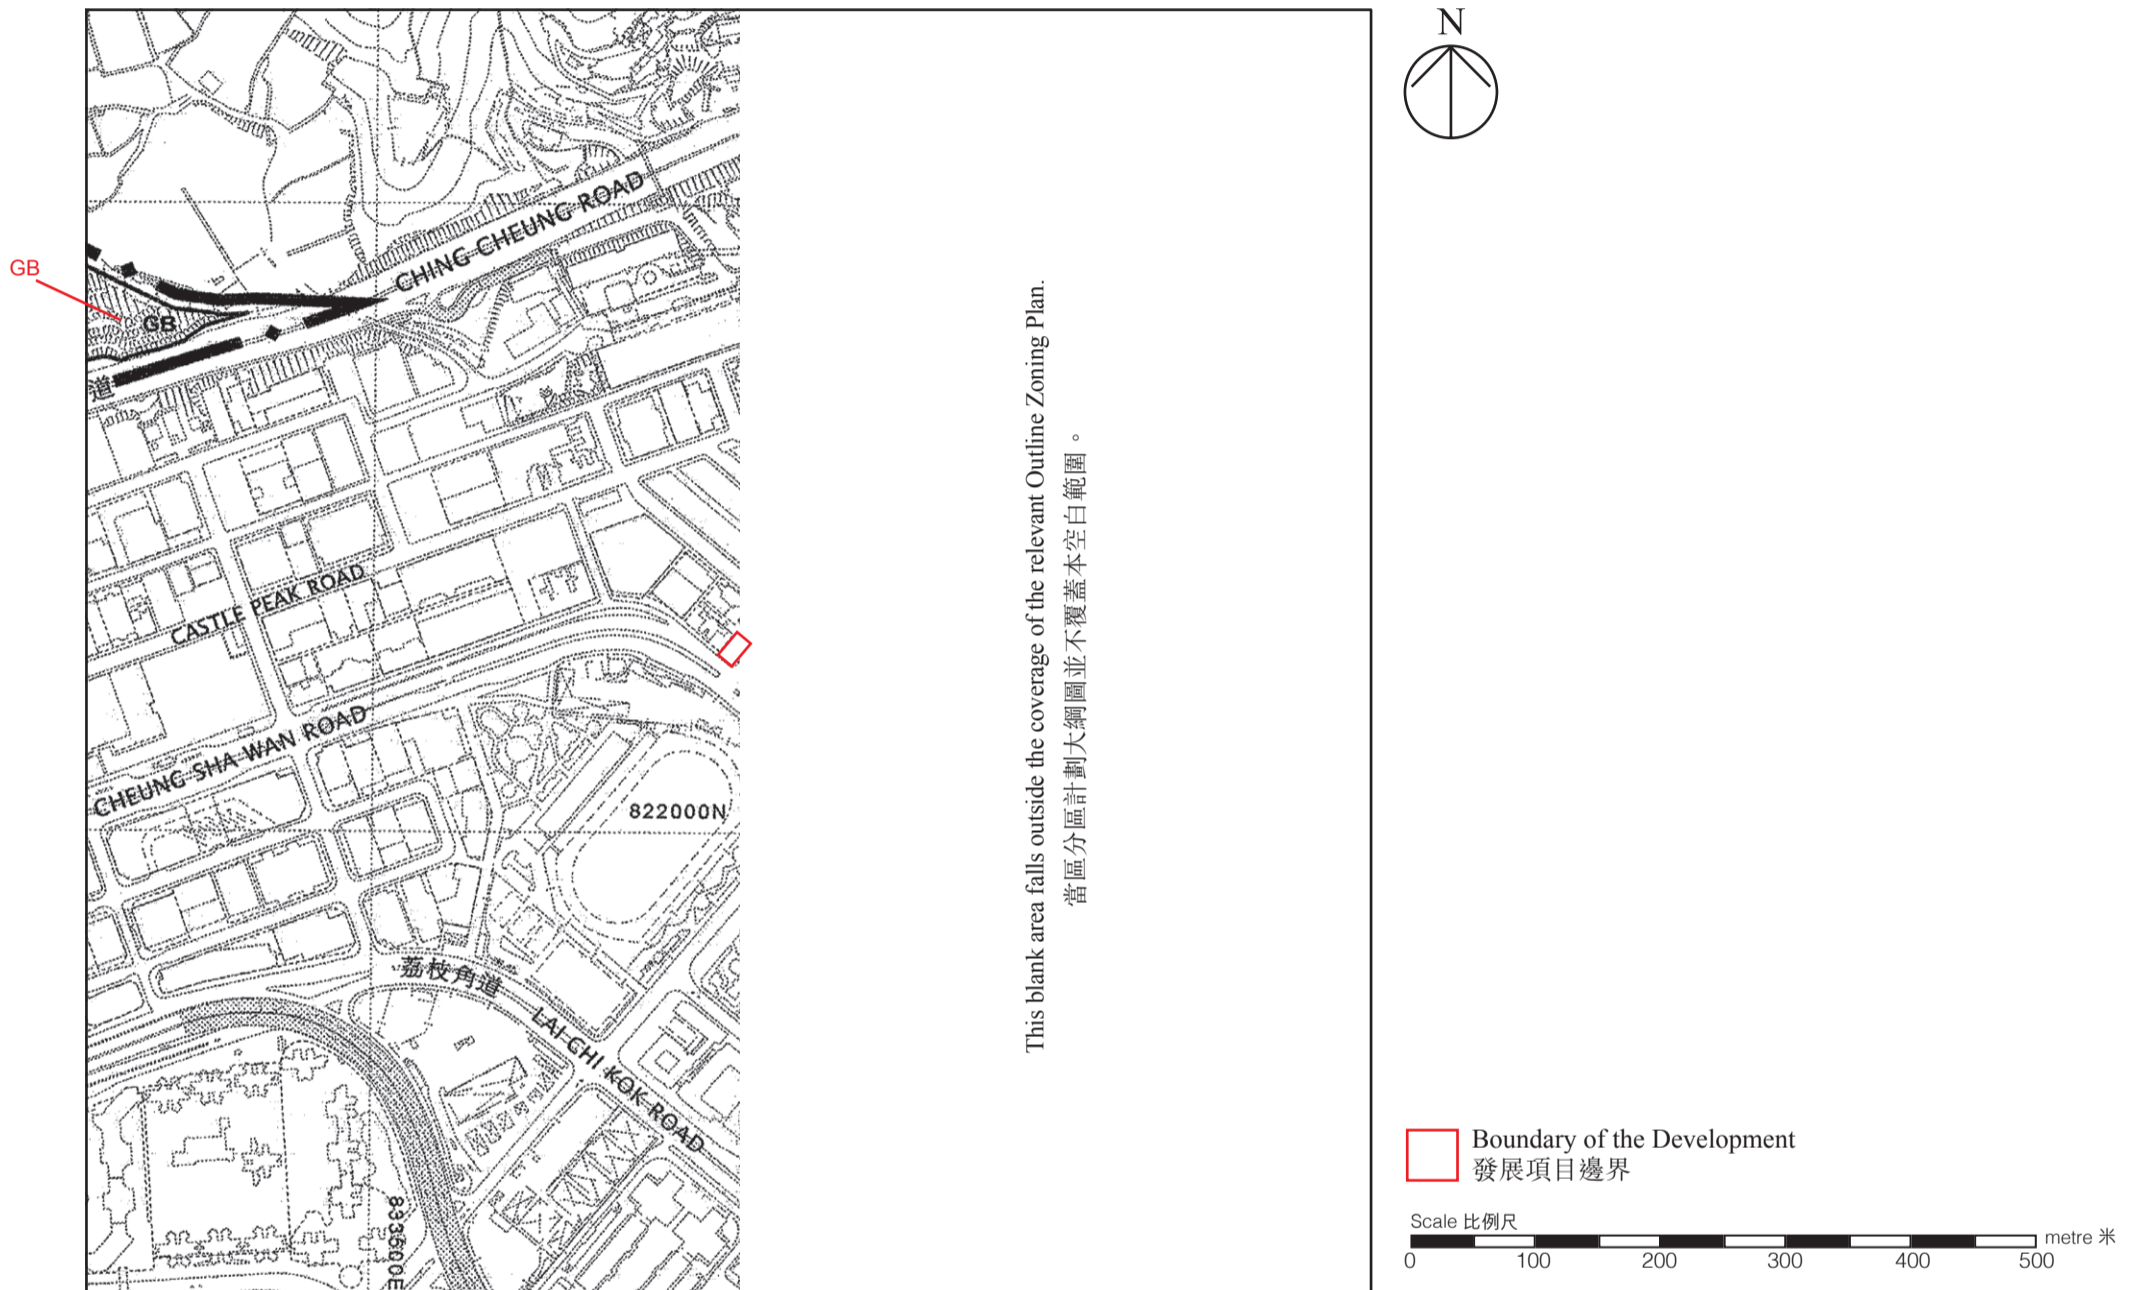 N
CHING CHEUNG ROAD
GB
GB
道
CASTLE PEAK ROAD
CHEUNG SHA WAN ROAD
822000N
荔枝角道
LAI CHI KOK ROAD
833500E
This blank area falls outside the coverage of the relevant Outline Zoning Plan.
當區分區計劃大綱圖並不覆蓋本空白範圍。
Boundary of the Development
發展項目邊界
Scale 比例尺
metre 米
0 100 200 300 400 500